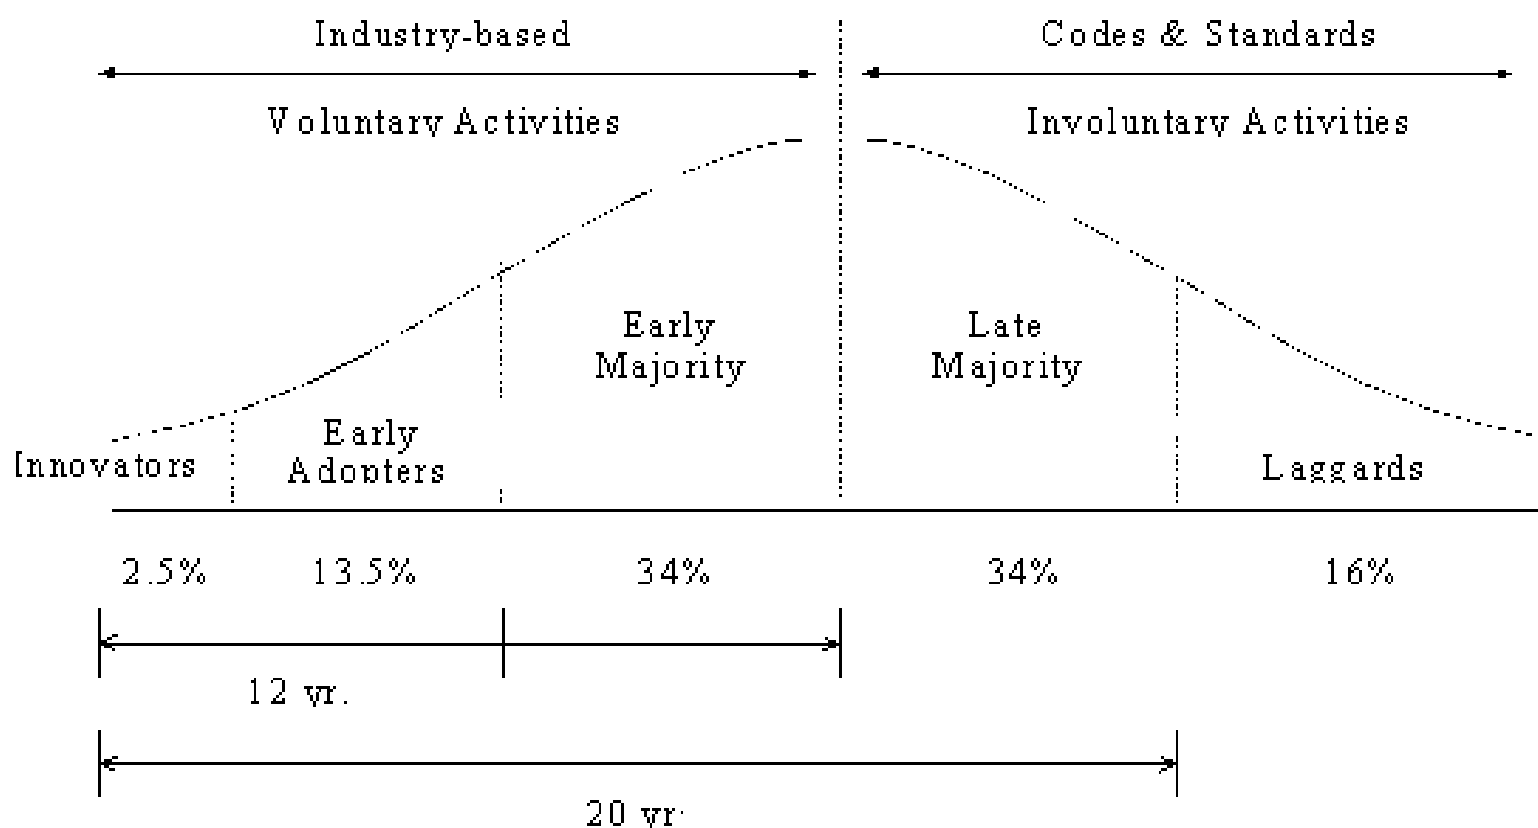 Industry-based
Codes & Standards
Voluntary Activities
Involuntary Activities
Early
Majority
Late
Majority
Early
Adopters
Innovators
Laggards
2.5%
13.5%
34%
34%
16%
12 yr.
20 yr.